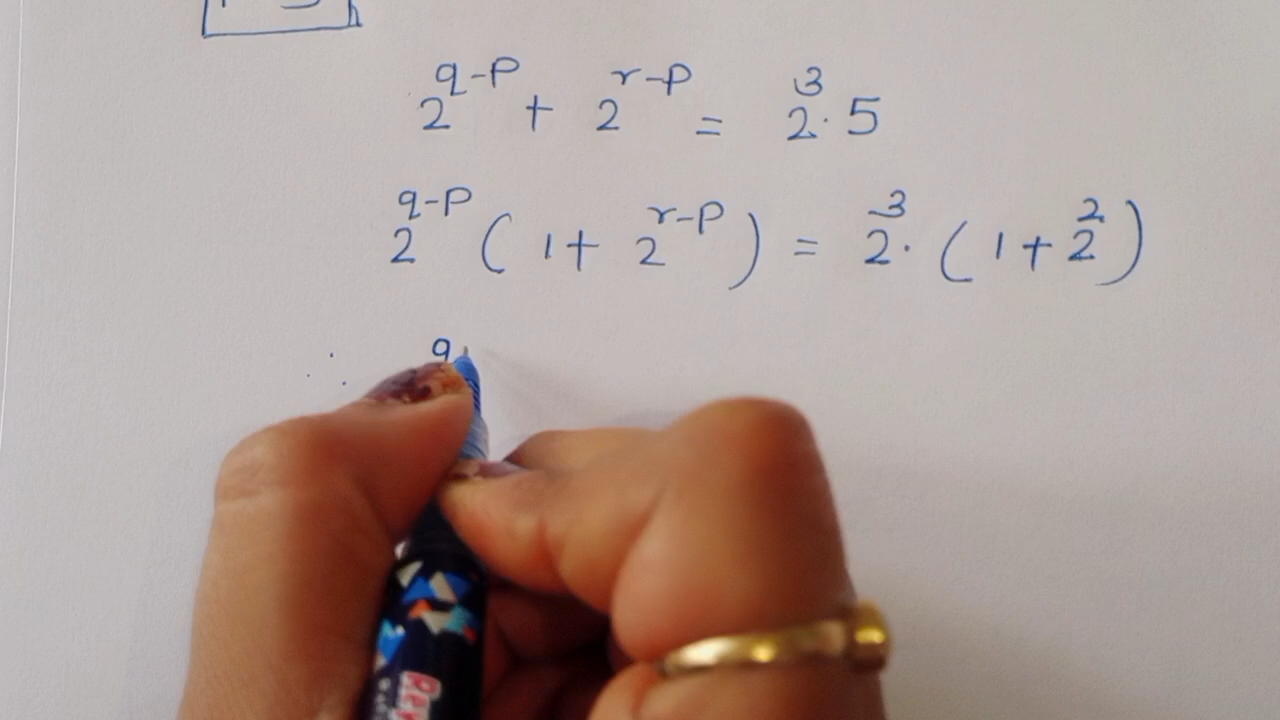 2^{q-p} + 2^{r-p} = 2^3 · 5
2^{q-p} (1 + 2^{r-p}) = 2^3 · (1 + 2^2)
q